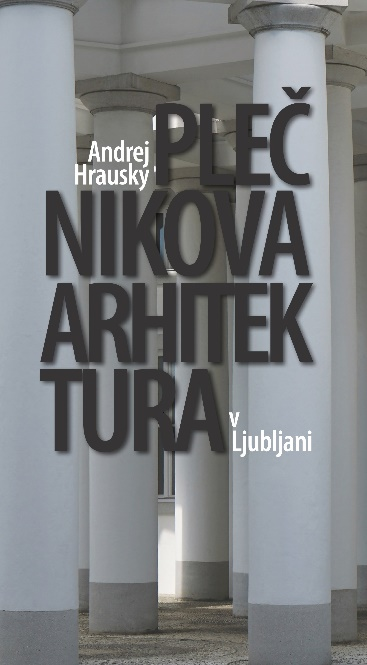 Andrej
Hrausky
PLEČ
NIKOVA
ARHITEK
TURA
v
Ljubljani